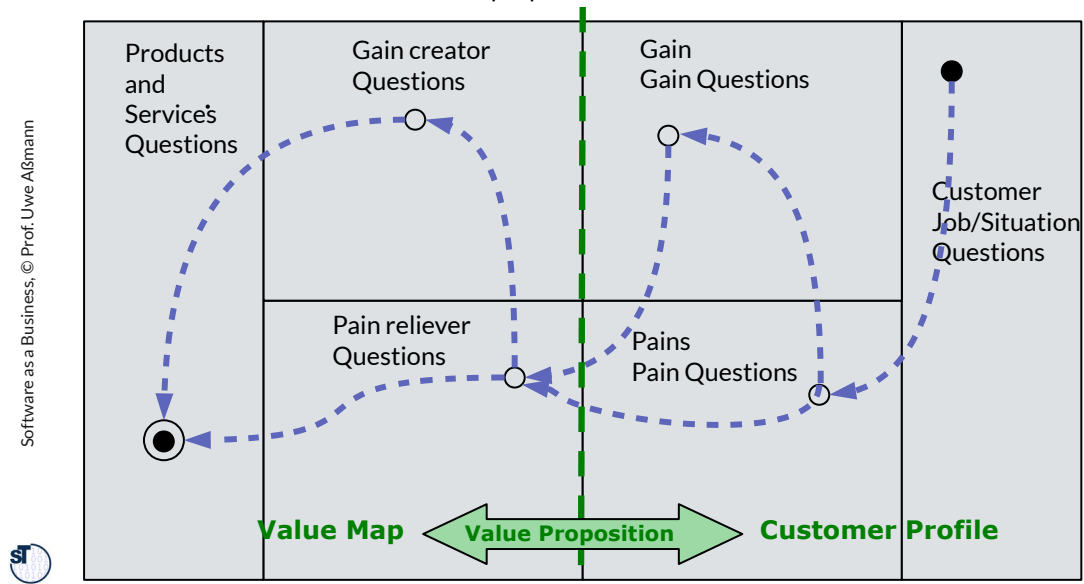 Products
and
Services
Questions
Gain creator
Questions
Gain
Gain Questions
Customer
Job/Situation
Questions
Pain reliever
Questions
Pains
Pain Questions
Value Map
Value Proposition
Customer Profile
Software as a Business, © Prof. Uwe Aßmann
ST